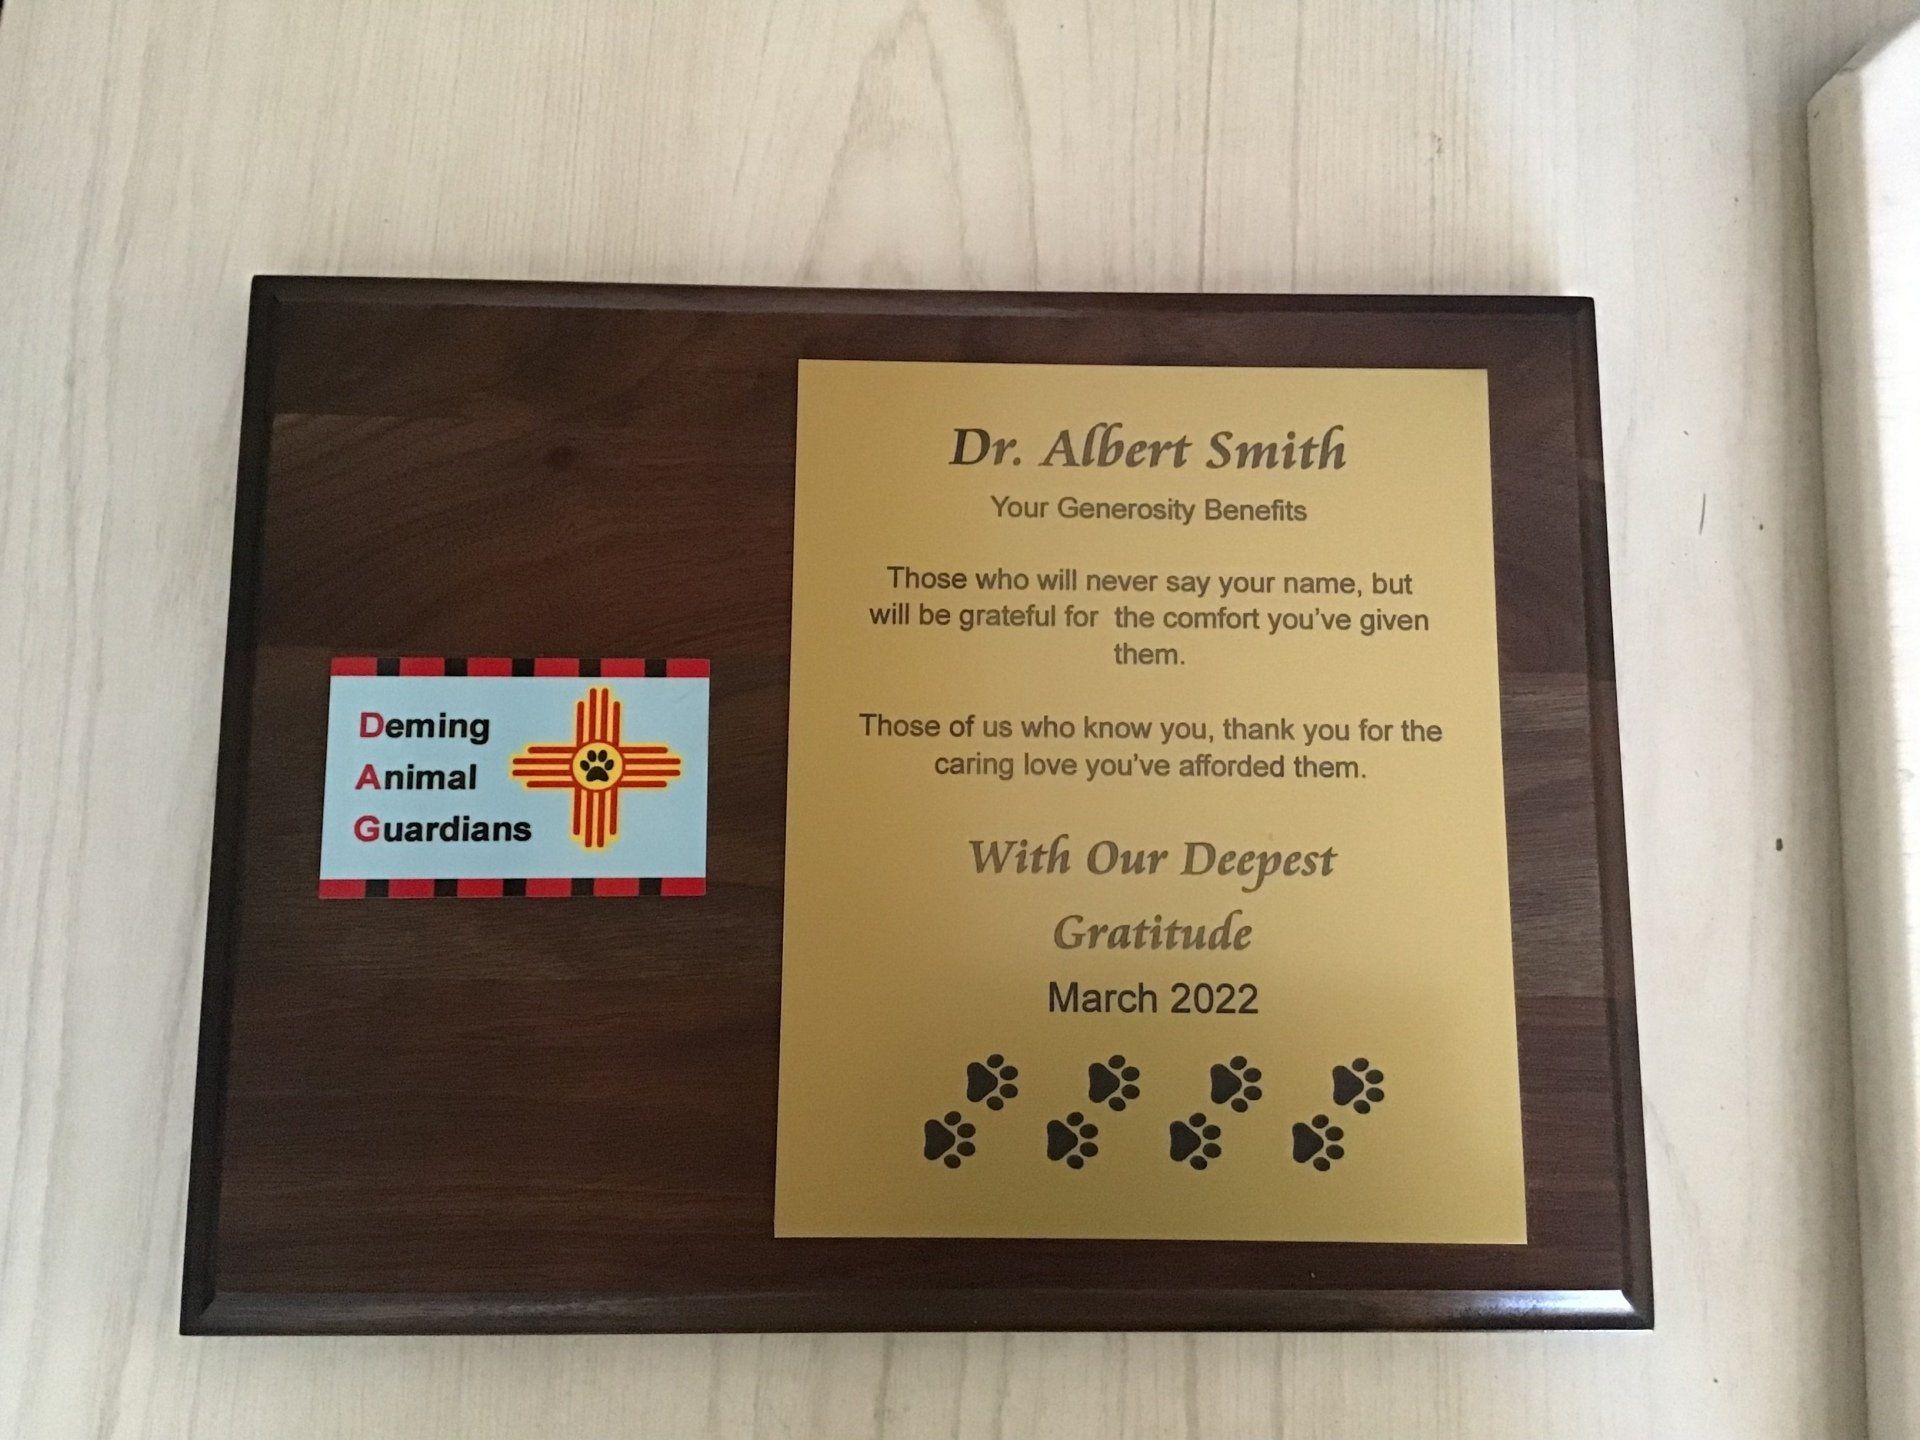 Deming
Animal
Guardians
Dr. Albert Smith
Your Generosity Benefits
Those who will never say your name, but
will be grateful for  the comfort you've given
them.
Those of us who know you, thank you for the
caring love you've afforded them.
With Our Deepest
Gratitude
March 2022